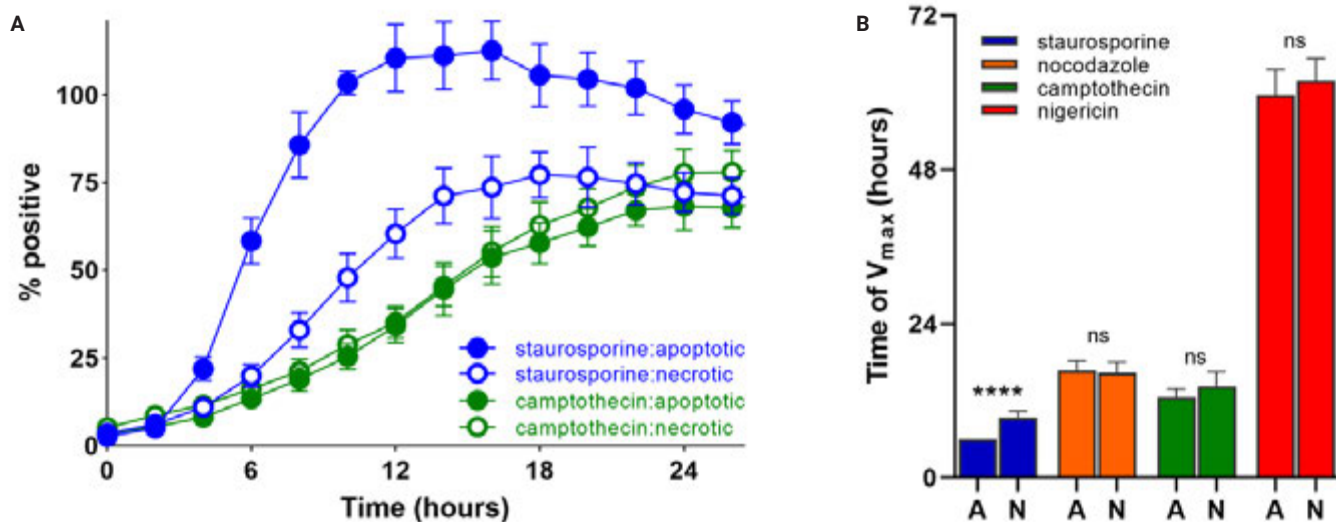 A
% positive
100
75
50
25
0
0 6 12 18 24
Time (hours)
staurosporine:apoptotic
staurosporine:necrotic
camptothecin:apoptotic
camptothecin:necrotic
B
Time of Vmax (hours)
72
48
24
0
staurosporine
nocodazole
camptothecin
nigericin
****
ns
ns
ns
A N A N A N A N